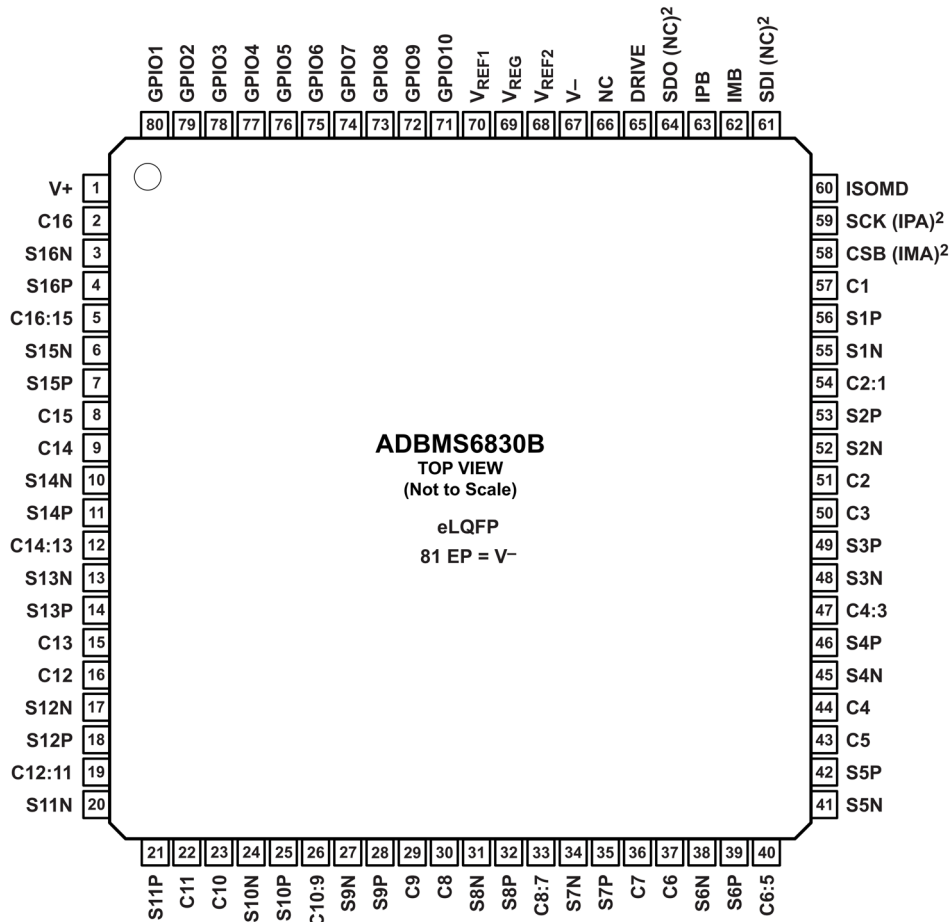 GPIO1
GPIO2
GPIO3
GPIO4
GPIO5
GPIO6
GPIO7
GPIO8
GPIO9
GPIO10
VREF1
VREG
VREF2
V–
NC
DRIVE
SDO (NC)2
IPB
IMB
SDI (NC)2
80 79 78 77 76 75 74 73 72 71 70 69 68 67 66 65 64 63 62 61
V+ 1
C16 2
S16N 3
S16P 4
C16:15 5
S15N 6
S15P 7
C15 8
C14 9
S14N 10
S14P 11
C14:13 12
S13N 13
S13P 14
C13 15
C12 16
S12N 17
S12P 18
C12:11 19
S11N 20
ADBMS6830B
TOP VIEW
(Not to Scale)
eLQFP
81 EP = V–
60 ISOMD
59 SCK (IPA)2
58 CSB (IMA)2
57 C1
56 S1P
55 S1N
54 C2:1
53 S2P
52 S2N
51 C2
50 C3
49 S3P
48 S3N
47 C4:3
46 S4P
45 S4N
44 C4
43 C5
42 S5P
41 S5N
21 22 23 24 25 26 27 28 29 30 31 32 33 34 35 36 37 38 39 40
S11P
C11
C10
S10N
S10P
C10:9
S9N
S9P
C9
C8
S8N
S8P
C8:7
S7N
S7P
C7
C6
S6N
S6P
C6:5